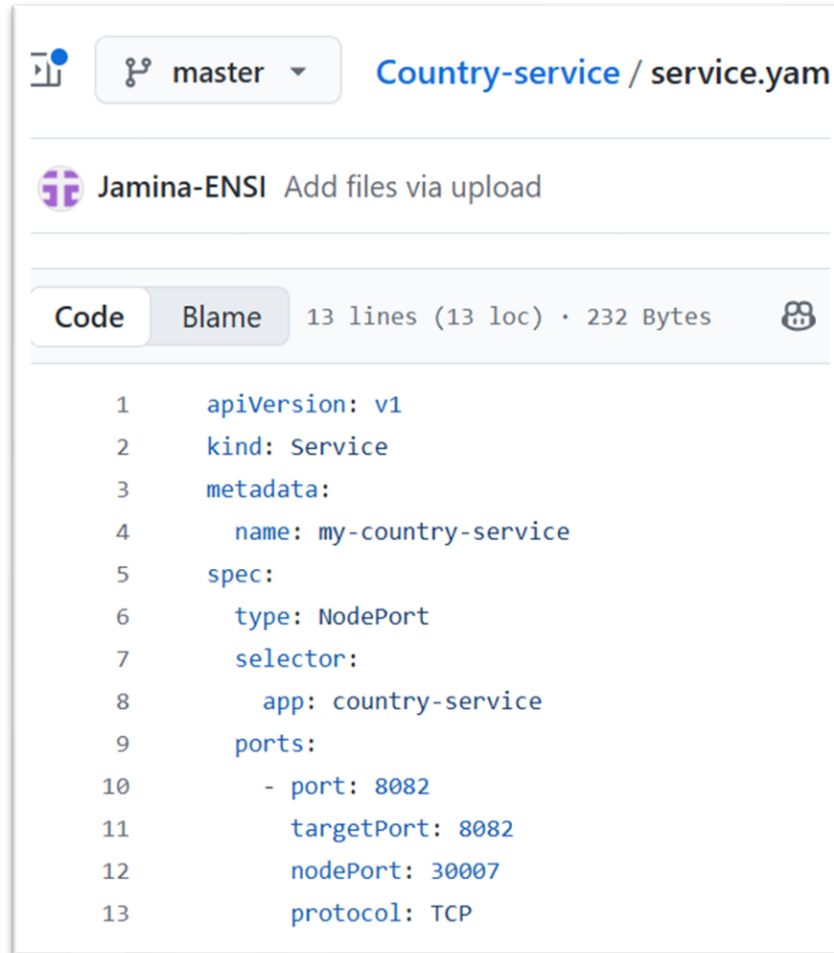 master
Country-service / service.yam
Jamina-ENSI Add files via upload
Code Blame 13 lines (13 loc) · 232 Bytes
1 apiVersion: v1
2 kind: Service
3 metadata:
4   name: my-country-service
5 spec:
6   type: NodePort
7   selector:
8     app: country-service
9   ports:
10     - port: 8082
11       targetPort: 8082
12       nodePort: 30007
13       protocol: TCP